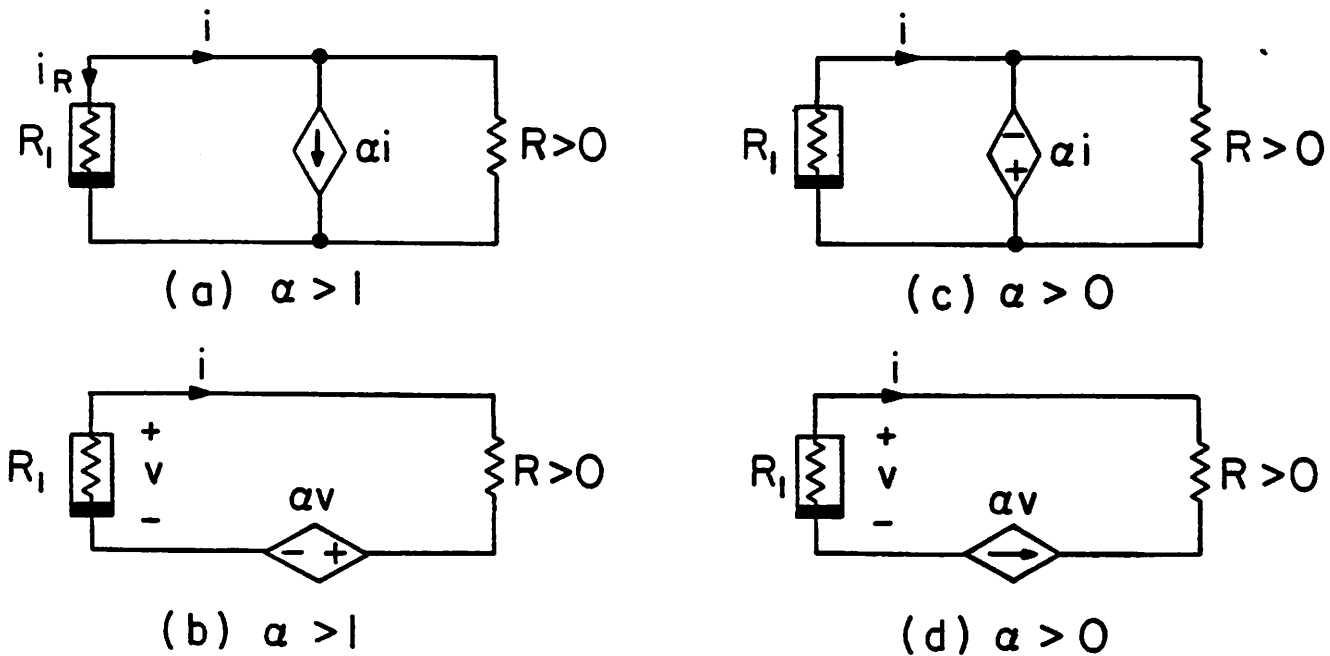 i
i_R
R_1
αi
R>0
(a) α>1
i
R_1
− +
αi
R>0
(c) α>0
i
R_1
+
v
−
αv
− +
R>0
(b) α>1
i
R_1
+
v
−
αv
R>0
(d) α>0